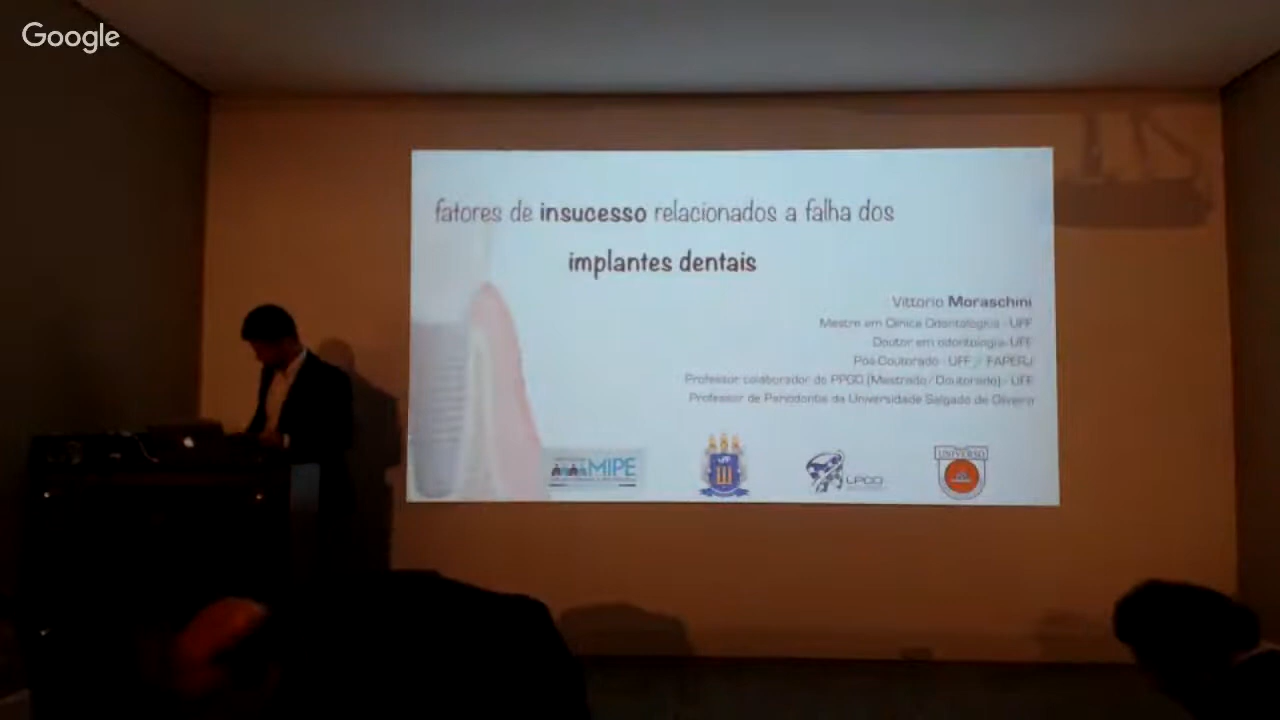 Google
fatores de insucesso relacionados a falha dos
implantes dentais
Vittorio Moraschini
Mestre em Clínica Odontológica - UFF
Doutor em odontologia- UFF
Pós-Doutorado - UFF / FAPERJ
Professor colaborador do PPGO (Mestrado/Doutorado) - UFF
Professor de Periodontia da Universidade Salgado de Oliveira
MIPE
UFF
LPCO
UNIVERSO